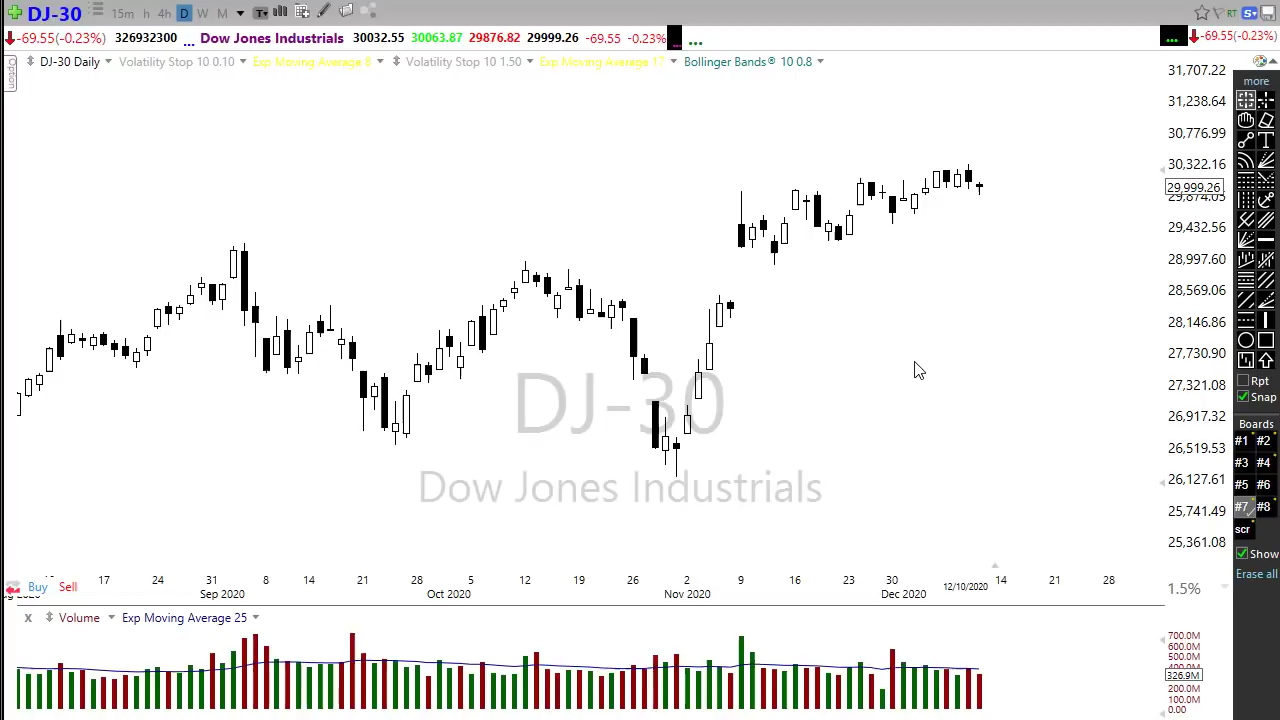 DJ-30 15m h 4h D W M T RT S
-69.55(-0.23%) 326932300 ... Dow Jones Industrials 30032.55 30063.87 29876.82 29999.26 -69.55 -0.23% ... ... ... -69.55(-0.23%)
DJ-30 Daily Volatility Stop 10 0.10 Exp Moving Average 8 Volatility Stop 10 1.50 Exp Moving Average 17 Bollinger Bands® 10 0.8
Option
31,707.22
more
31,238.64
30,776.99
30,322.16
29,999.26
29,874.05
29,432.56
28,997.60
28,569.06
28,146.86
27,730.90
27,321.08
26,917.32
26,519.53
26,127.61
25,741.49
25,361.08
DJ-30
Dow Jones Industrials
Rpt
Snap
Boards
#1 #2
#3 #4
#5 #6
#7 #8
scr
Show
Erase all
17 24 31 8 14 21 28 5 12 19 26 2 9 16 23 30 14 21 28
Buy Sell
Sep 2020 Oct 2020 Nov 2020 Dec 2020 12/10/2020
1.5%
x Volume Exp Moving Average 25
700.0M
600.0M
500.0M
400.0M
326.9M
200.0M
100.0M
0.00